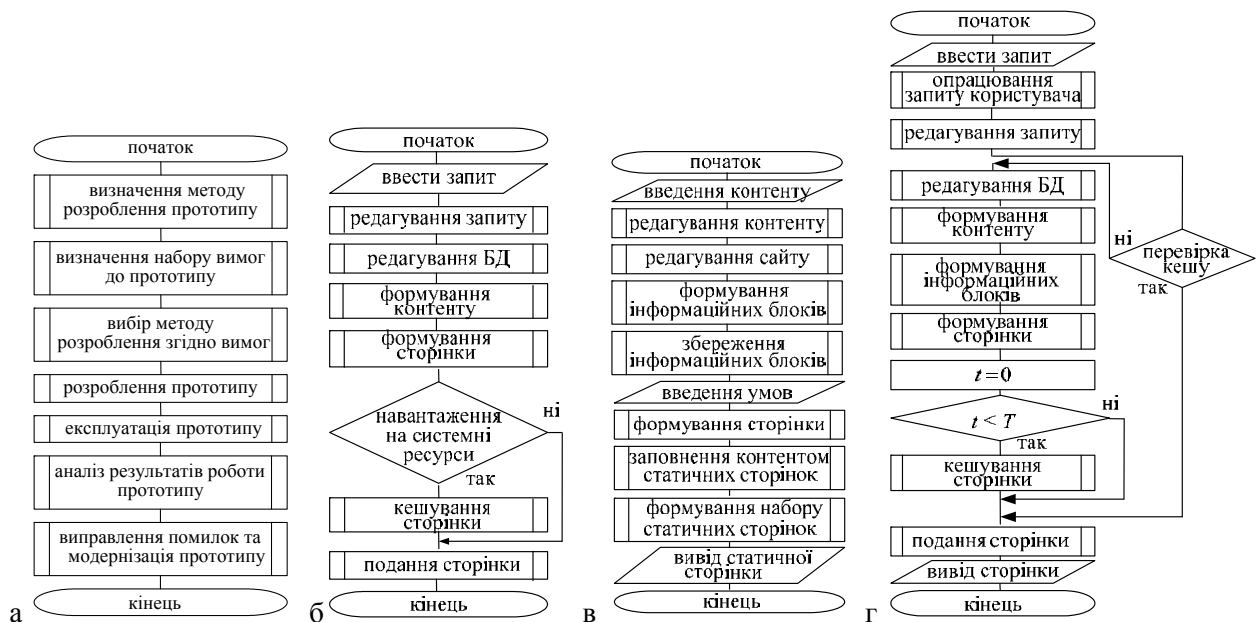 початок
визначення методу
розроблення прототипу
визначення набору вимог
до прототипу
вибір методу
розроблення згідно вимог
розроблення прототипу
експлуатація прототипу
аналіз результатів роботи
прототипу
виправлення помилок та
модернізація прототипу
кінець
а
початок
ввести запит
редагування запиту
редагування БД
формування
контенту
формування
сторінки
навантаження
на системні
ресурси
ні
так
кешування
сторінки
подання сторінки
кінець
б
початок
введення контенту
редагування контенту
редагування сайту
формування
інформаційних блоків
збереження
інформаційних блоків
введення умов
формування сторінки
заповнення контентом
статичних сторінок
формування набору
статичних сторінок
вивід статичної
сторінки
кінець
в
початок
ввести запит
опрацювання
запиту користувача
редагування запиту
редагування БД
формування
контенту
ні
перевірка
кешу
так
формування
інформаційних
блоків
формування
сторінки
t=0
ні
t < T
так
кешування
сторінки
подання сторінки
вивід сторінки
кінець
г